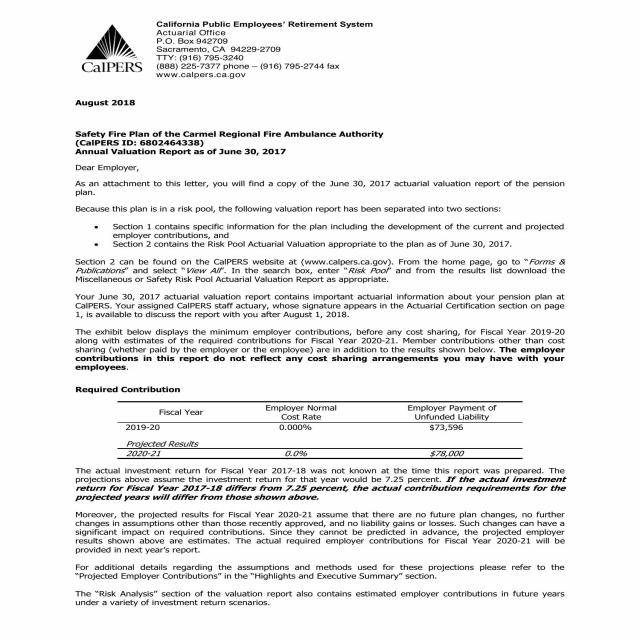 California Public Employees' Retirement System
Actuarial Office
P.O. Box 942709
Sacramento, CA 94229-2709
TTY: (916) 795-3240
(888) 225-7377 phone – (916) 795-2744 fax
www.calpers.ca.gov
CalPERS
August 2018
Safety Fire Plan of the Carmel Regional Fire Ambulance Authority
(CalPERS ID: 6802464338)
Annual Valuation Report as of June 30, 2017
Dear Employer,
As an attachment to this letter, you will find a copy of the June 30, 2017 actuarial valuation report of the pension
plan.
Because this plan is in a risk pool, the following valuation report has been separated into two sections:
• Section 1 contains specific information for the plan including the development of the current and projected
employer contributions, and
• Section 2 contains the Risk Pool Actuarial Valuation appropriate to the plan as of June 30, 2017.
Section 2 can be found on the CalPERS website at (www.calpers.ca.gov). From the home page, go to "Forms &
Publications" and select "View All". In the search box, enter "Risk Pool" and from the results list download the
Miscellaneous or Safety Risk Pool Actuarial Valuation Report as appropriate.
Your June 30, 2017 actuarial valuation report contains important actuarial information about your pension plan at
CalPERS. Your assigned CalPERS staff actuary, whose signature appears in the Actuarial Certification section on page
1, is available to discuss the report with you after August 1, 2018.
The exhibit below displays the minimum employer contributions, before any cost sharing, for Fiscal Year 2019-20
along with estimates of the required contributions for Fiscal Year 2020-21. Member contributions other than cost
sharing (whether paid by the employer or the employee) are in addition to the results shown below. The employer
contributions in this report do not reflect any cost sharing arrangements you may have with your
employees.
Required Contribution
Fiscal Year Employer Normal Cost Rate Employer Payment of Unfunded Liability
2019-20 0.000% $73,596
Projected Results
2020-21 0.0% $78,000
The actual investment return for Fiscal Year 2017-18 was not known at the time this report was prepared. The
projections above assume the investment return for that year would be 7.25 percent. If the actual investment
return for Fiscal Year 2017-18 differs from 7.25 percent, the actual contribution requirements for the
projected years will differ from those shown above.
Moreover, the projected results for Fiscal Year 2020-21 assume that there are no future plan changes, no further
changes in assumptions other than those recently approved, and no liability gains or losses. Such changes can have a
significant impact on required contributions. Since they cannot be predicted in advance, the projected employer
results shown above are estimates. The actual required employer contributions for Fiscal Year 2020-21 will be
provided in next year's report.
For additional details regarding the assumptions and methods used for these projections please refer to the
"Projected Employer Contributions" in the "Highlights and Executive Summary" section.
The "Risk Analysis" section of the valuation report also contains estimated employer contributions in future years
under a variety of investment return scenarios.